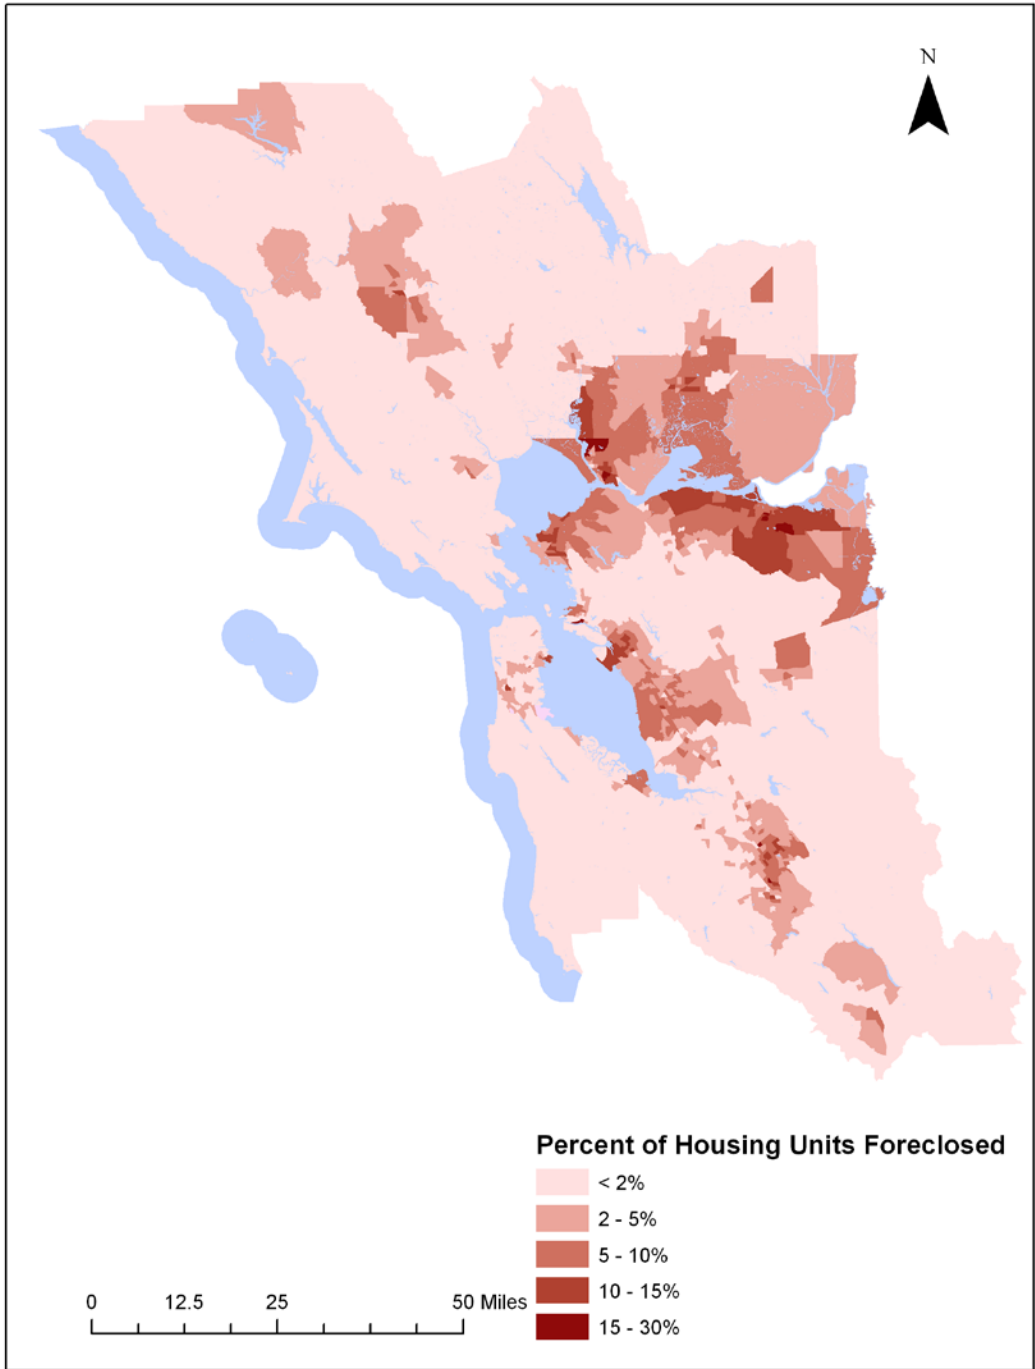 N
Percent of Housing Units Foreclosed
< 2%
2 - 5%
5 - 10%
10 - 15%
15 - 30%
0 12.5 25 50 Miles